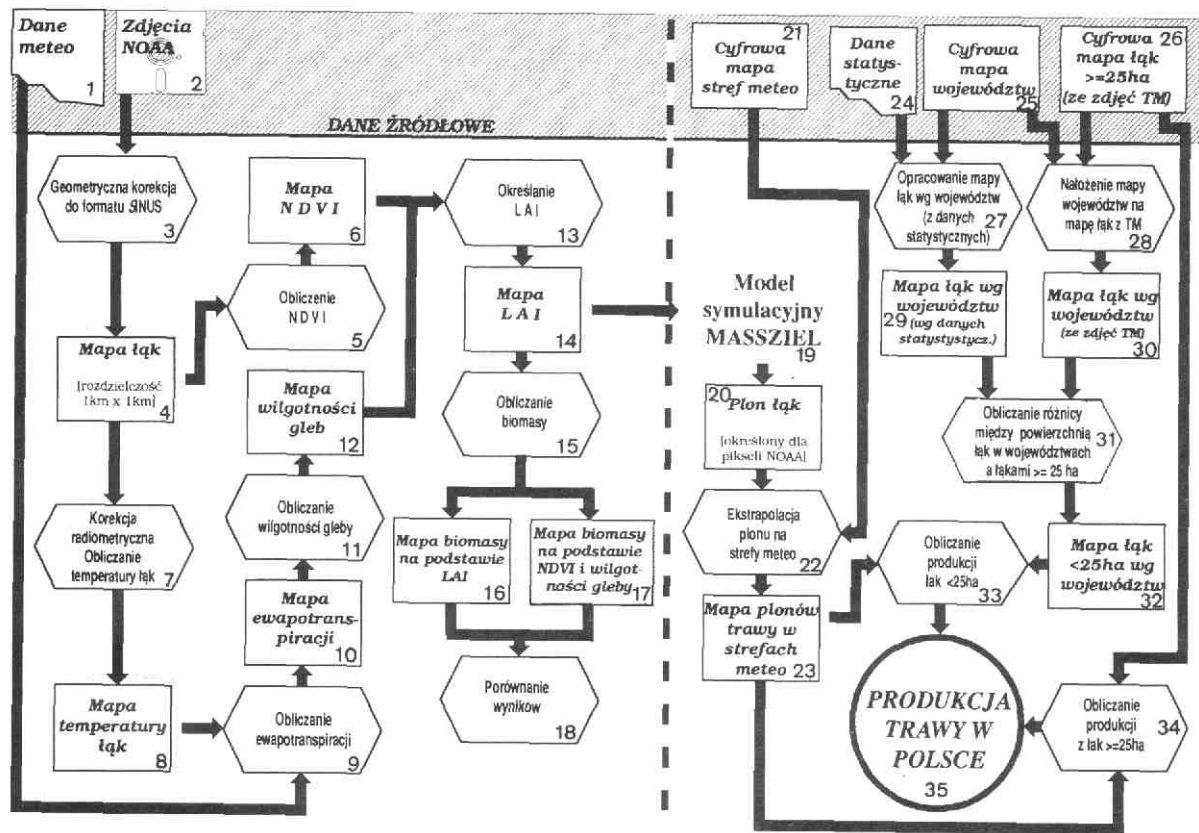 Dane
meteo
1
Zdjęcia
NOAA
2
DANE ŹRÓDŁOWE
21
Cyfrowa
mapa
stref meteo
Dane
statys-
tyczne
24
Cyfrowa
mapa
województw
25
26
Cyfrowa
mapa łąk
>=25ha
(ze zdjęć TM)
Geometryczna korekcja
do formatu SINUS
3
Mapa łąk
[rozdzielczość
1km x 1km]
4
Korekcja
radiometryczna
Obliczanie
temperatury łąk
7
Mapa
temperatury
łąk
8
Mapa
NDVI
6
Obliczenie
NDVI
5
Mapa
wilgotności
gleb
12
Obliczanie
wilgotności gleby
11
Mapa
ewapotrans-
piracji
10
Obliczanie
ewapotranspiracji
9
Określanie
LAI
13
Mapa
LAI
14
Obliczanie
biomasy
15
Mapa biomasy
na podstawie
LAI
16
Mapa biomasy
na podstawie
NDVI i wilgot-
ności gleby
17
Porównanie
wynikow
18
Model
symulacyjny
MASSZIEL
19
20
Plon łąk
[określony dla
pikseli NOAA]
Ekstrapolacja
plonu na
strefy meteo
22
Mapa plonów
trawy w
strefach
meteo
23
Opracowanie mapy
łąk wg województw
(z danych
statystycznych)
27
Nałożenie mapy
województw na
mapę łąk z TM
28
Mapa łąk wg
województw
29
(wg danych
statystystycz.)
Mapa łąk wg
województw
(ze zdjęć TM)
30
Obliczanie różnicy
między powierzchnią
łąk w województwach
a łąkami >= 25 ha
31
Mapa łąk
<25ha wg
województw
32
Obliczanie
produkcji
łak <25ha
33
Obliczanie
produkcji
z łak >=25ha
34
PRODUKCJA
TRAWY W
POLSCE
35